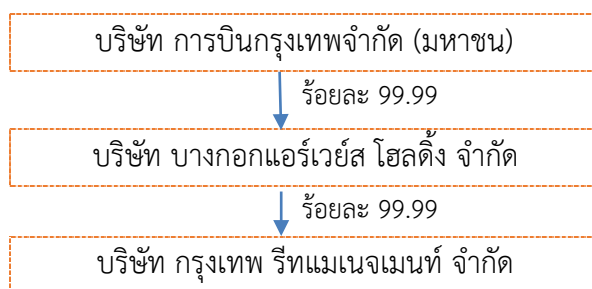 บริษัท การบินกรุงเทพจำกัด (มหาชน)
ร้อยละ 99.99
บริษัท บางกอกแอร์เวย์ส โฮลดิ้ง จำกัด
ร้อยละ 99.99
บริษัท กรุงเทพ รีทแมเนจเมนท์ จำกัด